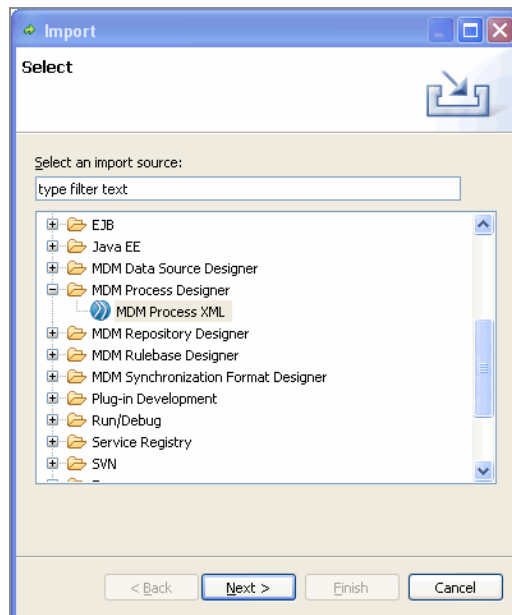 Import
Select
Select an import source:
type filter text
EJB
Java EE
MDM Data Source Designer
MDM Process Designer
MDM Process XML
MDM Repository Designer
MDM Rulebase Designer
MDM Synchronization Format Designer
Plug-in Development
Run/Debug
Service Registry
SVN
< Back Next > Finish Cancel